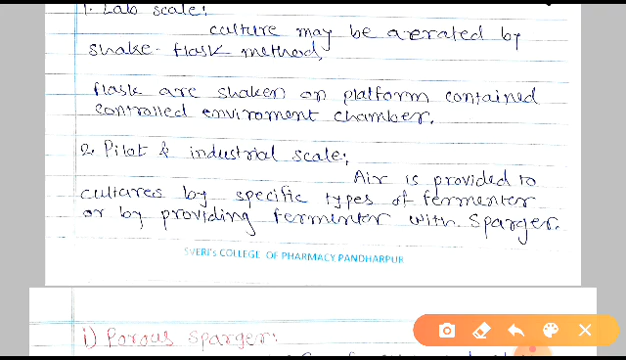 1. Lab scale:
culture may be aerated by
shake-flask method,
flask are shaken on platform contained
controlled enviroment chamber.
2. Pilot & industrial scale:,
Air is provided to
cultures by specific types of fermenter
or by providing fermenter with sparger.
SVERI's COLLEGE OF PHARMACY PANDHARPUR
i) Porous sparger: